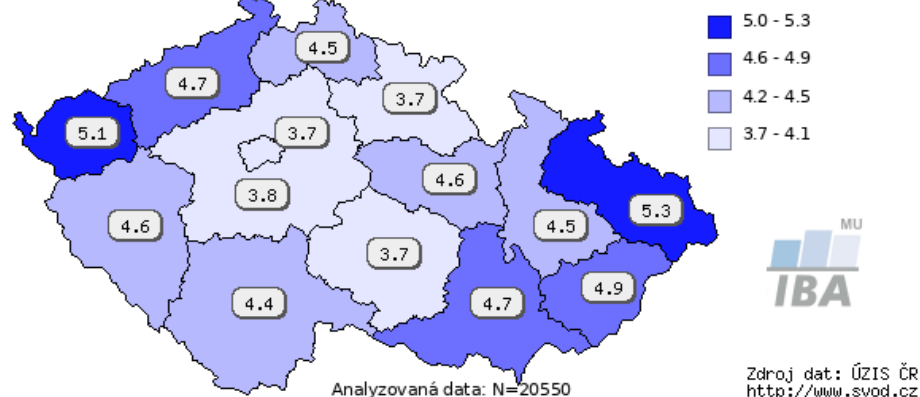 5.0 - 5.3
4.6 - 4.9
4.2 - 4.5
3.7 - 4.1
4.5
4.7
3.7
5.1
3.7
4.6
3.8
5.3
4.6
4.5
3.7
4.9
4.4
4.7
MU
IBA
Analyzovaná data: N=20550
Zdroj dat: ÚZIS ČR
http://www.svod.cz